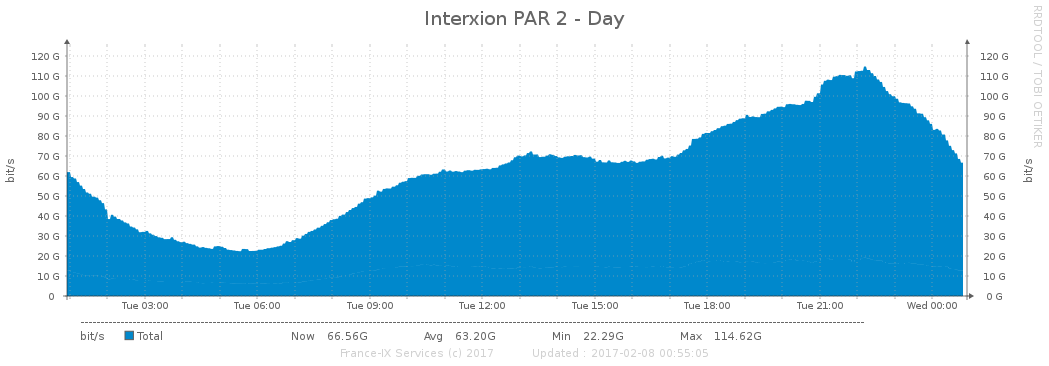 Interxion PAR 2 - Day
RRDTOOL / TOBI OETIKER
bit/s
120 G 120 G
110 G 110 G
100 G 100 G
90 G 90 G
80 G 80 G
70 G 70 G
60 G 60 G
50 G 50 G
40 G 40 G
30 G 30 G
20 G 20 G
10 G 10 G
0 0 G
bit/s
Tue 03:00 Tue 06:00 Tue 09:00 Tue 12:00 Tue 15:00 Tue 18:00 Tue 21:00 Wed 00:00
bit/s Total Now 66.56G Avg 63.20G Min 22.29G Max 114.62G
France-IX Services (c) 2017 Updated : 2017-02-08 00:55:05